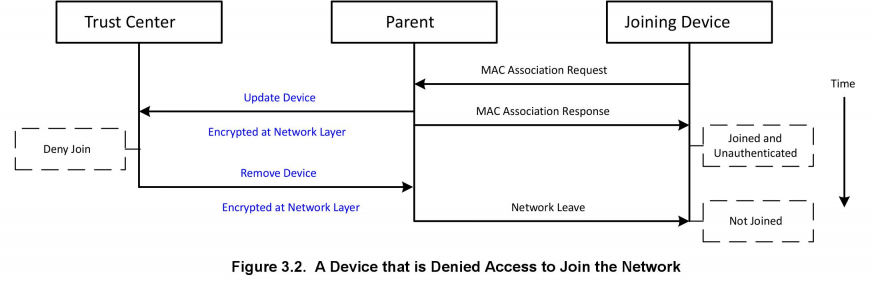 Trust Center
Parent
Joining Device
MAC Association Request
Time
Update Device
MAC Association Response
Encrypted at Network Layer
Deny Join
Joined and
Unauthenticated
Remove Device
Encrypted at Network Layer
Network Leave
Not Joined
Figure 3.2. A Device that is Denied Access to Join the Network